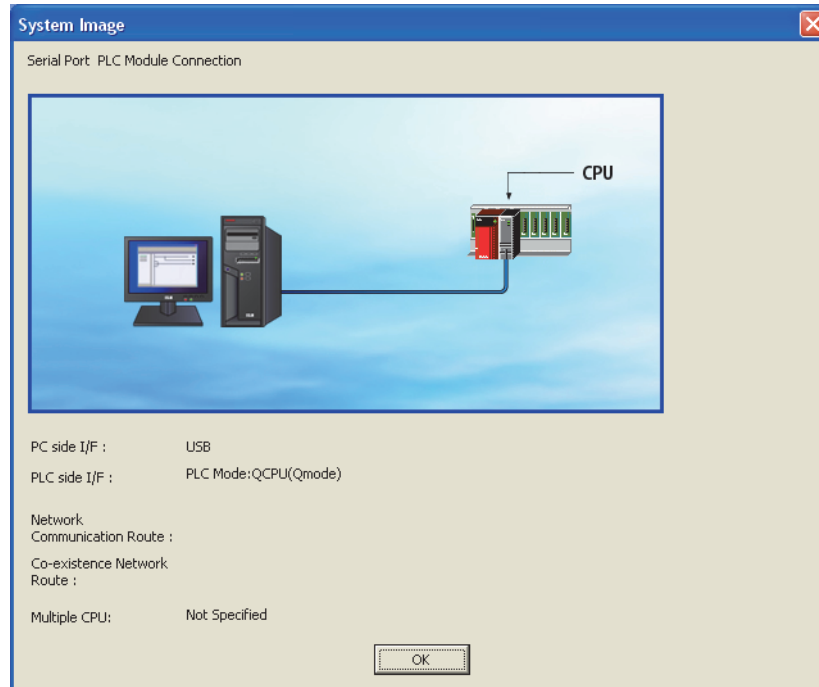 System Image
Serial Port PLC Module Connection
CPU
PC side I/F : USB
PLC side I/F : PLC Mode:QCPU(Qmode)
Network
Communication Route :
Co-existence Network
Route :
Multiple CPU: Not Specified
OK